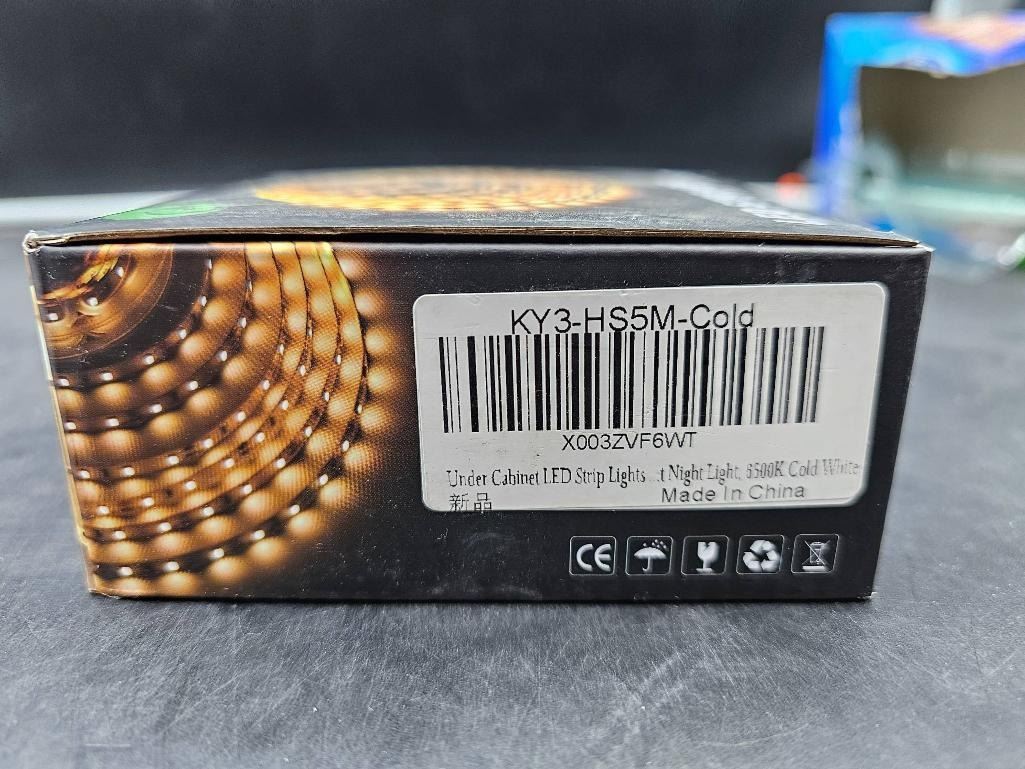 KY3-HS5M-Cold
X003ZVF6WT
Under Cabinet LED Strip Lights ...t Night Light, 6500K Cold White
新品
Made In China
CE